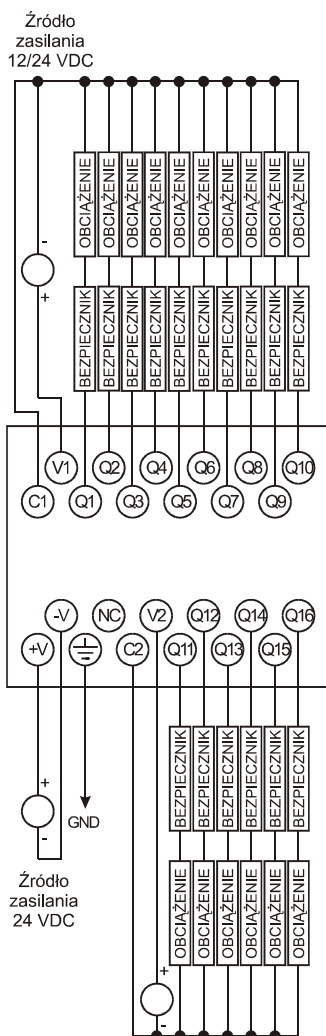 Źródło
zasilania
12/24 VDC
OBCIĄŻENIE
OBCIĄŻENIE
OBCIĄŻENIE
OBCIĄŻENIE
OBCIĄŻENIE
OBCIĄŻENIE
OBCIĄŻENIE
OBCIĄŻENIE
OBCIĄŻENIE
OBCIĄŻENIE
-
+
BEZPIECZNIK
BEZPIECZNIK
BEZPIECZNIK
BEZPIECZNIK
BEZPIECZNIK
BEZPIECZNIK
BEZPIECZNIK
BEZPIECZNIK
BEZPIECZNIK
BEZPIECZNIK
V1 Q2 Q4 Q6 Q8 Q10
C1 Q1 Q3 Q5 Q7 Q9
-V NC V2 Q12 Q14 Q16
+V C2 Q11 Q13 Q15
BEZPIECZNIK
BEZPIECZNIK
BEZPIECZNIK
BEZPIECZNIK
BEZPIECZNIK
BEZPIECZNIK
+
-
GND
Źródło
zasilania
24 VDC
OBCIĄŻENIE
OBCIĄŻENIE
OBCIĄŻENIE
OBCIĄŻENIE
OBCIĄŻENIE
OBCIĄŻENIE
+
-